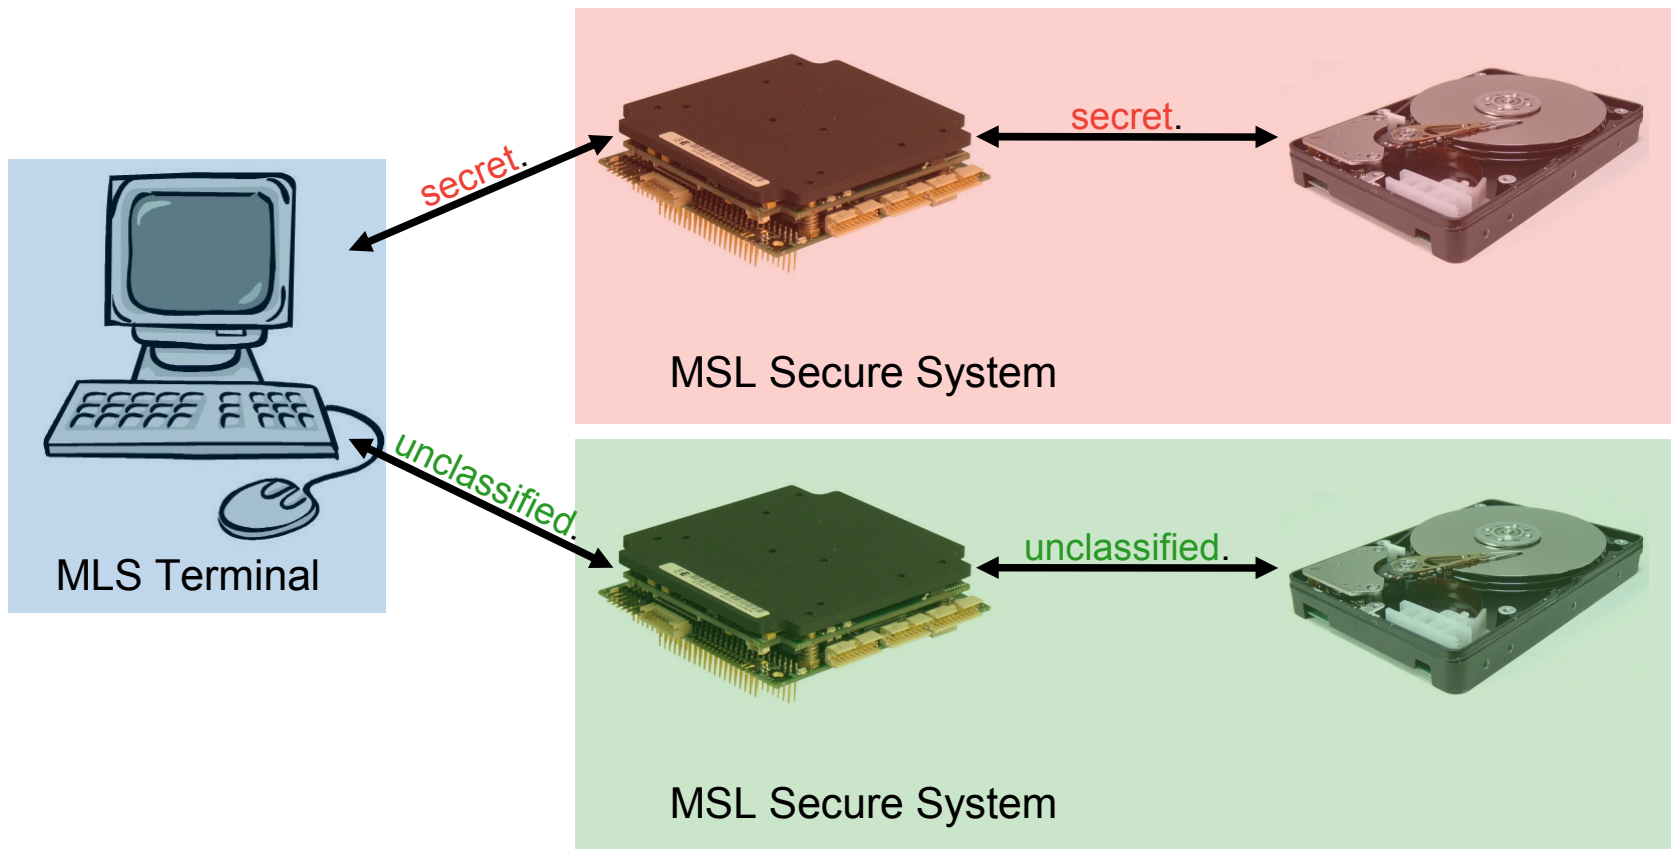 secret.
secret.
MSL Secure System
MLS Terminal
unclassified.
unclassified.
MSL Secure System